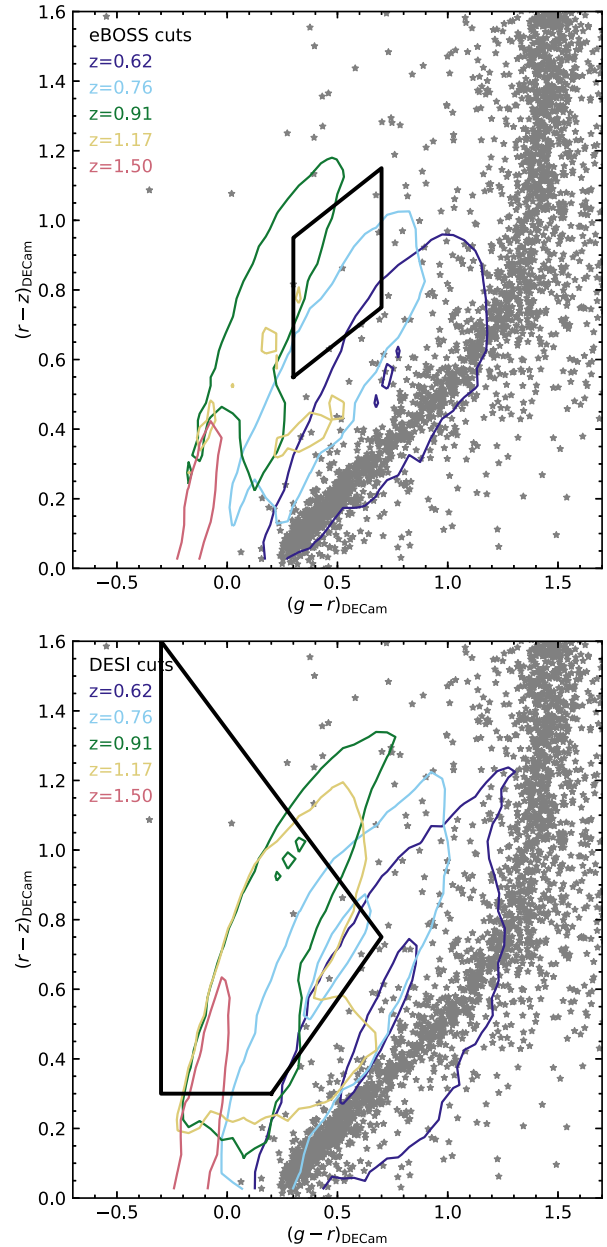 1.6
1.4
1.2
1.0
0.8
0.6
0.4
0.2
0.0
(r − z)DECam
eBOSS cuts
z=0.62
z=0.76
z=0.91
z=1.17
z=1.50
−0.5 0.0 0.5 1.0 1.5
(g − r)DECam
1.6
1.4
1.2
1.0
0.8
0.6
0.4
0.2
0.0
(r − z)DECam
DESI cuts
z=0.62
z=0.76
z=0.91
z=1.17
z=1.50
−0.5 0.0 0.5 1.0 1.5
(g − r)DECam